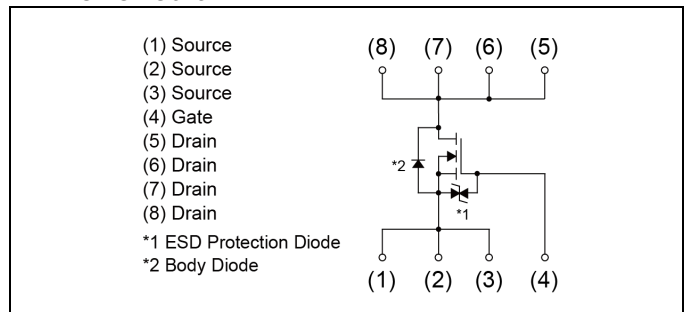 (1) Source
(2) Source
(3) Source
(4) Gate
(5) Drain
(6) Drain
(7) Drain
(8) Drain
*1 ESD Protection Diode
*2 Body Diode
(8) (7) (6) (5)
*2
*1
(1) (2) (3) (4)